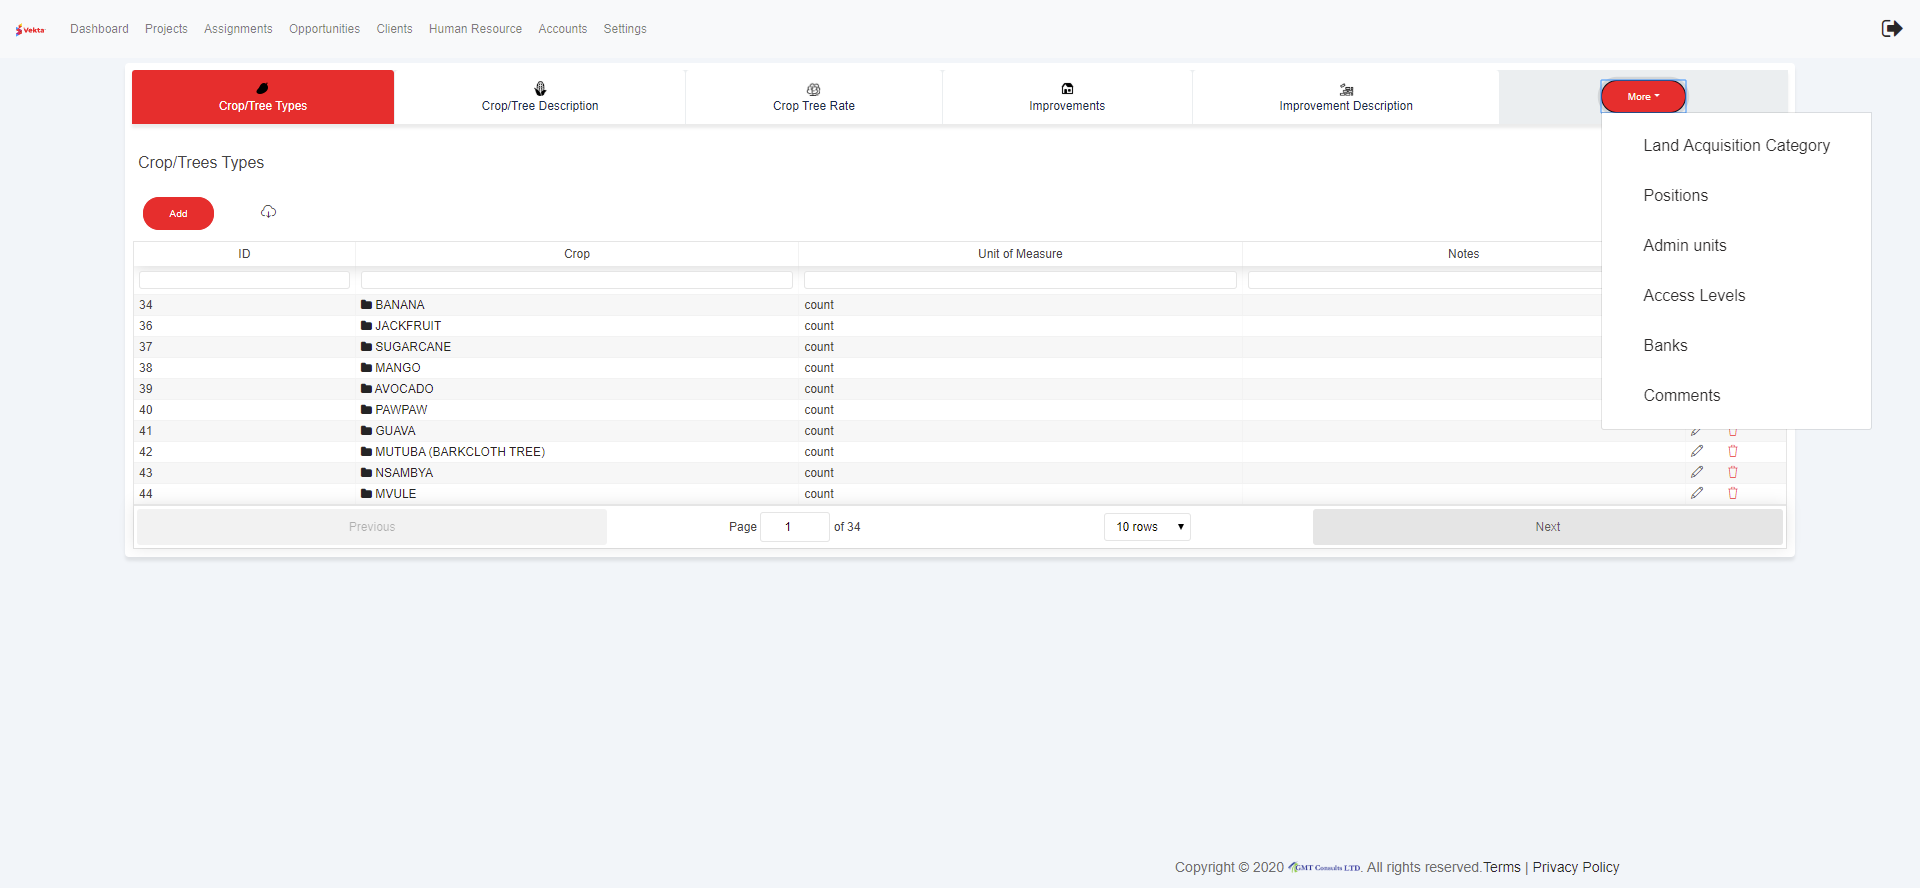 Vekta
Dashboard Projects Assignments Opportunities Clients Human Resource Accounts Settings
Crop/Tree Types Crop/Tree Description Crop Tree Rate Improvements Improvement Description More
Land Acquisition Category
Positions
Admin units
Access Levels
Banks
Comments
Crop/Trees Types
Add
ID Crop Unit of Measure Notes
34 BANANA count
36 JACKFRUIT count
37 SUGARCANE count
38 MANGO count
39 AVOCADO count
40 PAWPAW count
41 GUAVA count
42 MUTUBA (BARKCLOTH TREE) count
43 NSAMBYA count
44 MVULE count
Previous Page 1 of 34 10 rows Next
Copyright © 2020 GMT Consults LTD. All rights reserved.Terms | Privacy Policy